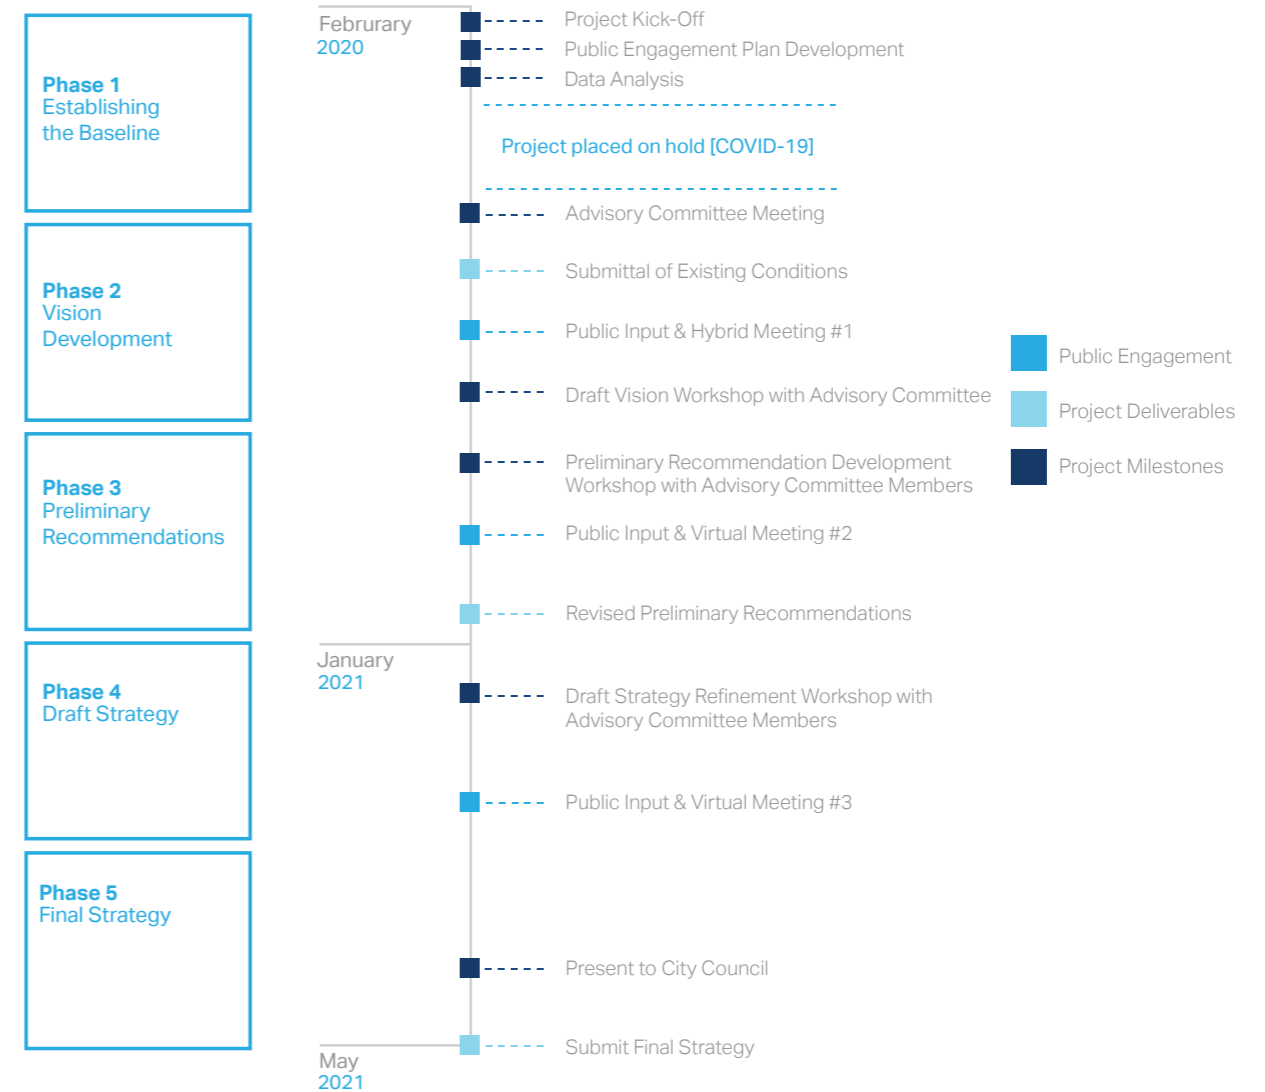 Phase 1
Establishing
the Baseline
Phase 2
Vision
Development
Phase 3
Preliminary
Recommendations
Phase 4
Draft Strategy
Phase 5
Final Strategy
Februrary
2020
Project Kick-Off
Public Engagement Plan Development
Data Analysis
Project placed on hold [COVID-19]
Advisory Committee Meeting
Submittal of Existing Conditions
Public Input & Hybrid Meeting #1
Draft Vision Workshop with Advisory Committee
Preliminary Recommendation Development
Workshop with Advisory Committee Members
Public Input & Virtual Meeting #2
Revised Preliminary Recommendations
January
2021
Draft Strategy Refinement Workshop with
Advisory Committee Members
Public Input & Virtual Meeting #3
Present to City Council
Submit Final Strategy
May
2021
Public Engagement
Project Deliverables
Project Milestones